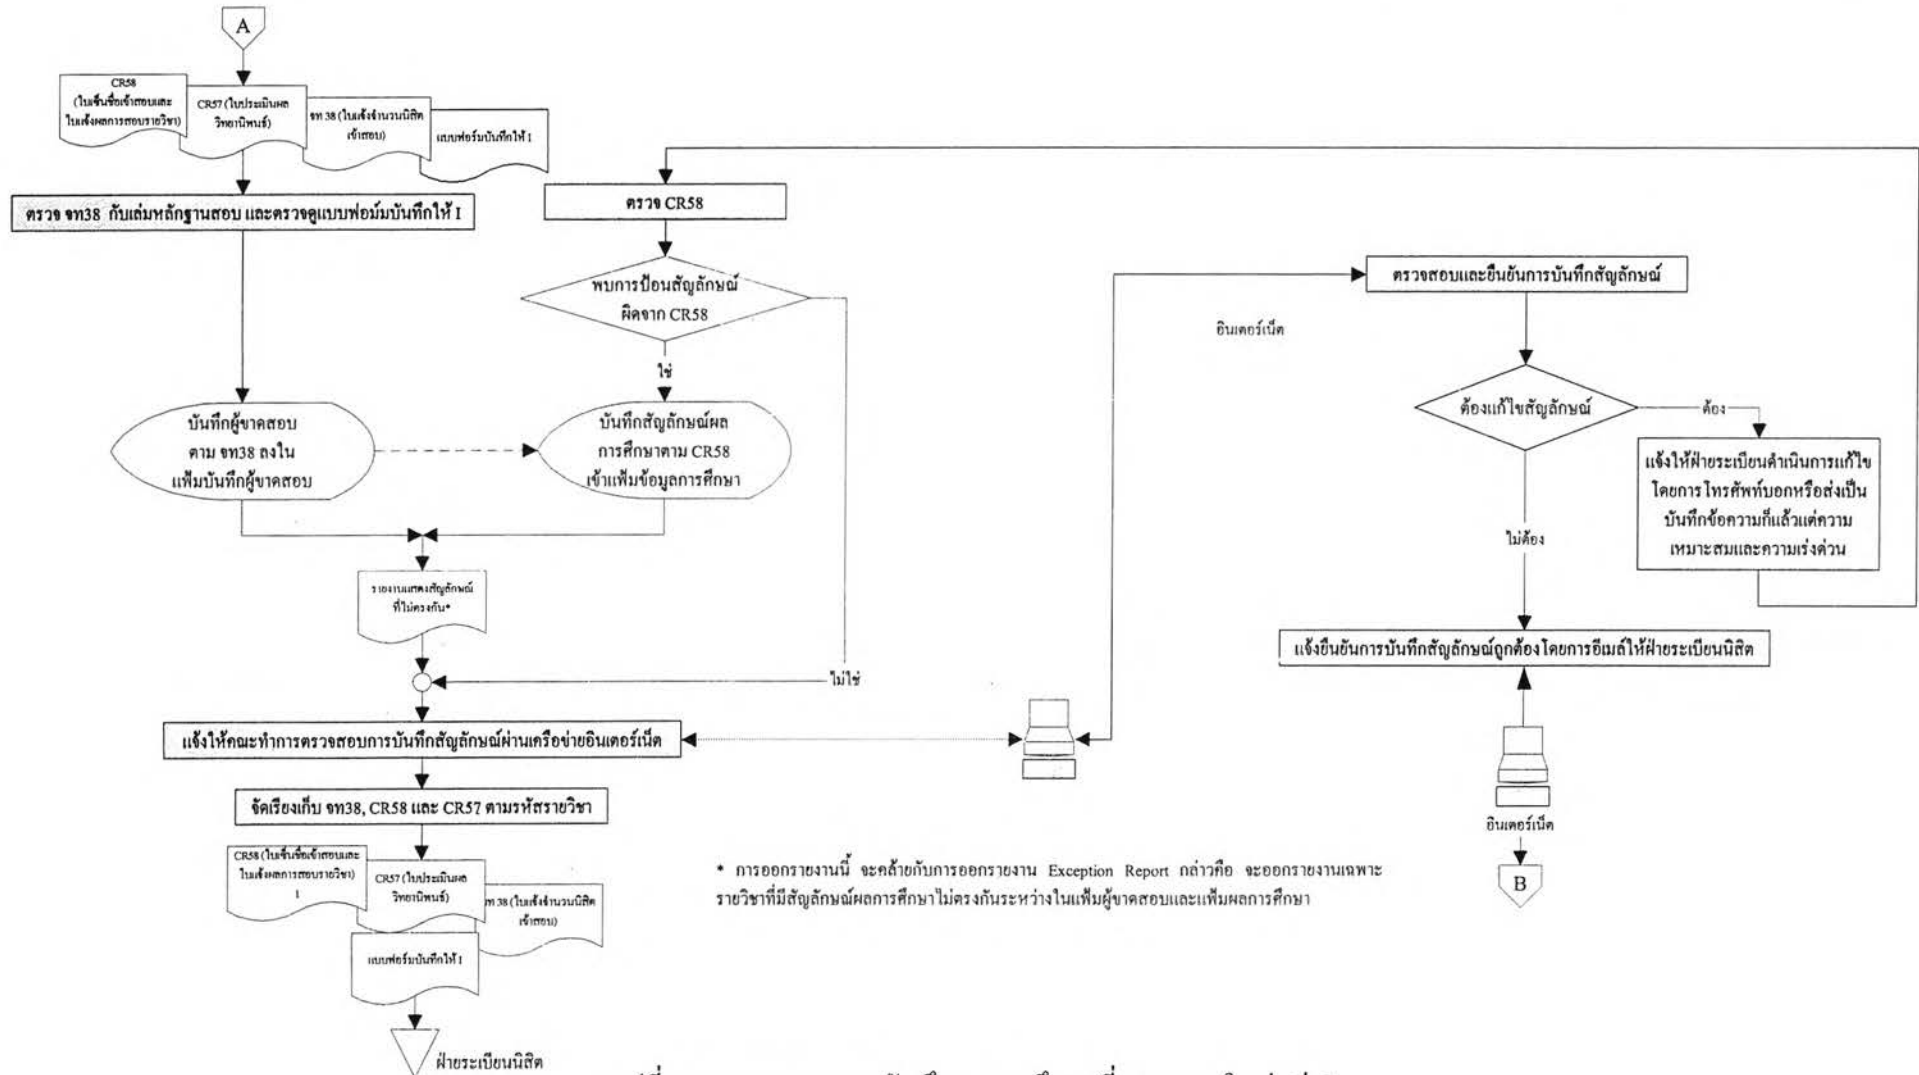 A
CR58
(ใบเซ็นชื่อเข้าสอบและ
ใบแจ้งผลการสอบรายวิชา)
CR57 (ใบประเมินผล
วิทยานิพนธ์)
จท 38 (ใบแจ้งจำนวนนิสิต
เข้าสอบ)
แบบฟอร์มบันทึกให้ I
ตรวจ จท38 กับเล่มหลักฐานสอบ และตรวจดูแบบฟอม์มบันทึกให้ I
ตรวจ CR58
พบการป้อนสัญลักษณ์
ผิดจาก CR58
ใช่
บันทึกผู้ขาดสอบ
ตาม จท38 ลงใน
แฟ้มบันทึกผู้ขาดสอบ
บันทึกสัญลักษณ์ผล
การศึกษาตาม CR58
เข้าแฟ้มข้อมูลการศึกษา
รายงานแสดงสัญลักษณ์
ที่ไม่ตรงกัน*
ไม่ใช่
แจ้งให้คณะทำการตรวจสอบการบันทึกสัญลักษณ์ผ่านเครือข่ายอินเตอร์เน็ต
จัดเรียงเก็บ จท38, CR58 และ CR57 ตามรหัสรายวิชา
CR58 (ใบเซ็นชื่อเข้าสอบและ
ใบแจ้งผลการสอบรายวิชา)
1
CR57 (ใบประเมินผล
วิทยานิพนธ์)
จท 38 (ใบแจ้งจำนวนนิสิต
เข้าสอบ)
แบบฟอร์มบันทึกให้ I
ฝ่ายระเบียนนิสิต
ตรวจสอบและยืนยันการบันทึกสัญลักษณ์
อินเตอร์เน็ต
ต้องแก้ไขสัญลักษณ์
ต้อง
แจ้งให้ฝ่ายระเบียนดำเนินการแก้ไข
โดยการโทรศัพท์บอกหรือส่งเป็น
บันทึกข้อความก็แล้วแต่ความ
เหมาะสมและความเร่งด่วน
ไม่ต้อง
แจ้งยืนยันการบันทึกสัญลักษณ์ถูกต้องโดยการอีเมล์ให้ฝ่ายระเบียนนิสิต
อินเตอร์เน็ต
B
* การออกรายงานนี้ จะคล้ายกับการออกรายงาน Exception Report กล่าวคือ จะออกรายงานเฉพาะ
รายวิชาที่มีสัญลักษณ์ผลการศึกษาไม่ตรงกันระหว่างในแฟ้มผู้ขาดสอบและแฟ้มผลการศึกษา